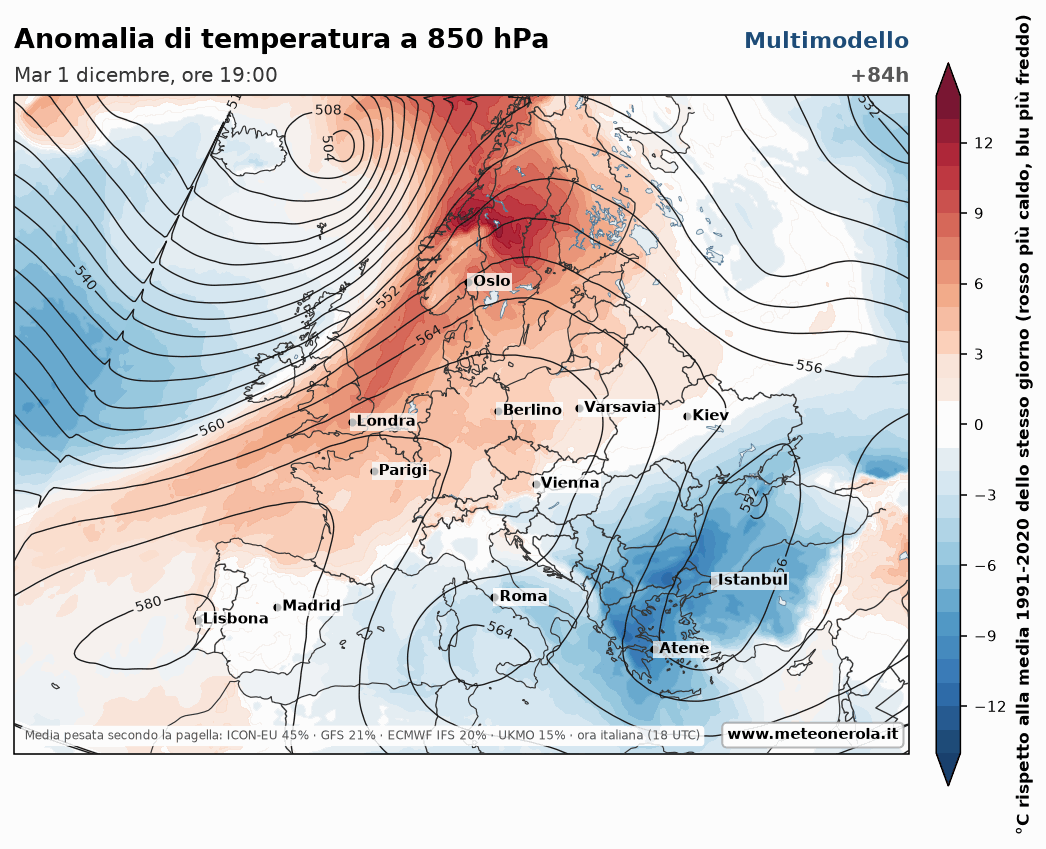 Anomalia di temperatura a 850 hPa
Multimodello
Mar 1 dicembre, ore 19:00
+84h
508
504
532
540
552
564
556
560
Oslo
Londra
Berlino
Varsavia
Kiev
Parigi
Vienna
552
Istanbul
580
Madrid
Lisbona
Roma
564
Atene
12
9
6
3
0
−3
−6
−9
−12
°C rispetto alla media 1991-2020 dello stesso giorno (rosso più caldo, blu più freddo)
Media pesata secondo la pagella: ICON-EU 45% · GFS 21% · ECMWF IFS 20% · UKMO 15% · ora italiana (18 UTC)
www.meteonerola.it